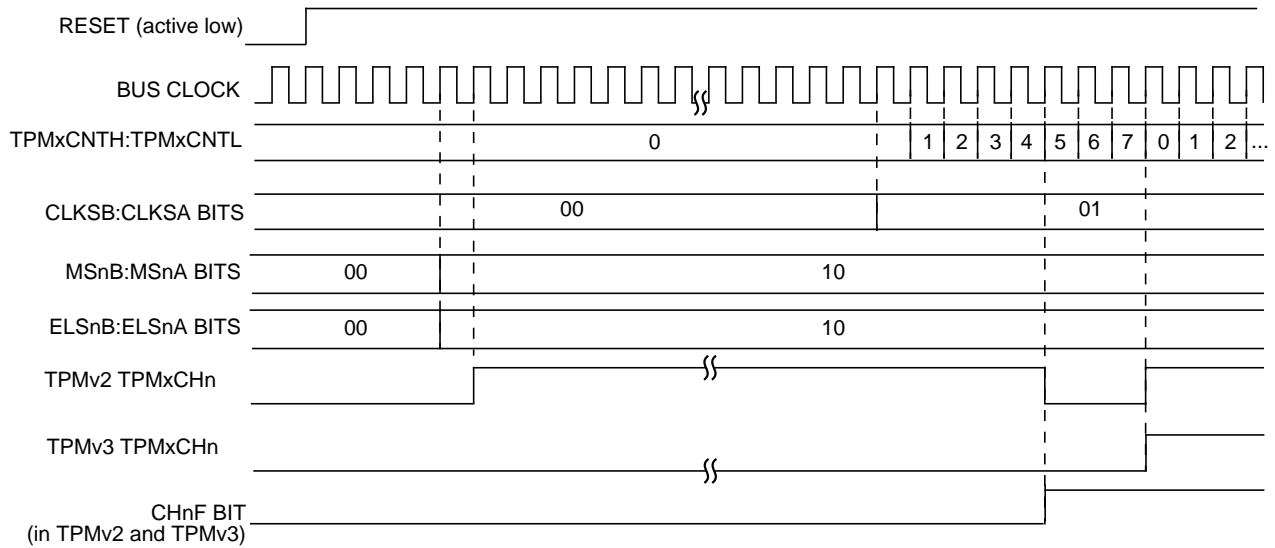 RESET (active low)
BUS CLOCK
TPMxCNTH:TPMxCNTL 0 1 2 3 4 5 6 7 0 1 2 ...
CLKSB:CLKSA BITS 00 01
MSnB:MSnA BITS 00 10
ELSnB:ELSnA BITS 00 10
TPMv2 TPMxCHn
TPMv3 TPMxCHn
CHnF BIT
(in TPMv2 and TPMv3)